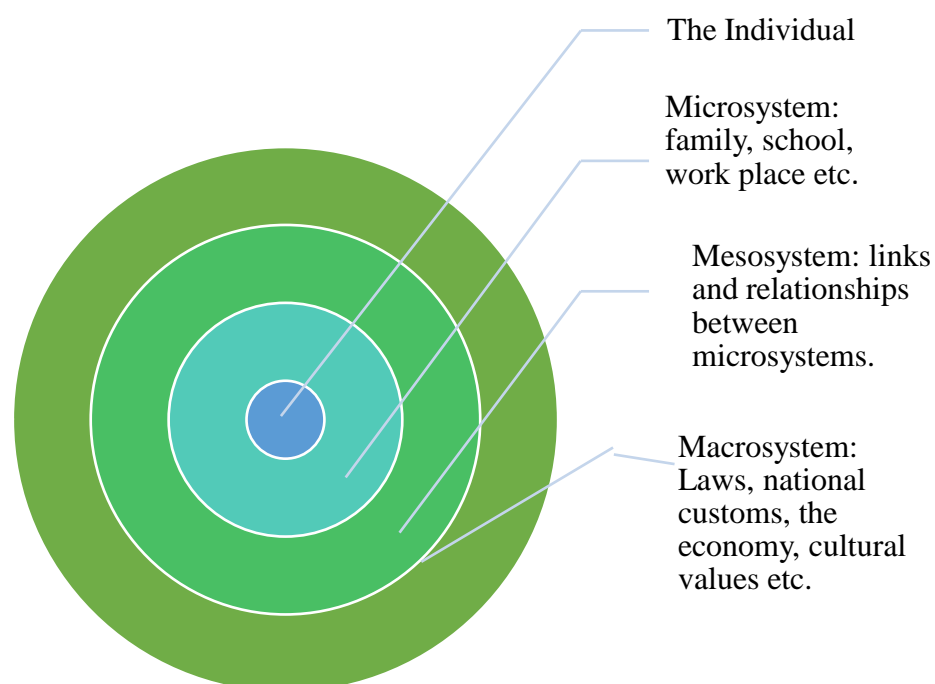 The Individual
Microsystem:
family, school,
work place etc.
Mesosystem: links
and relationships
between
microsystems.
Macrosystem:
Laws, national
customs, the
economy, cultural
values etc.